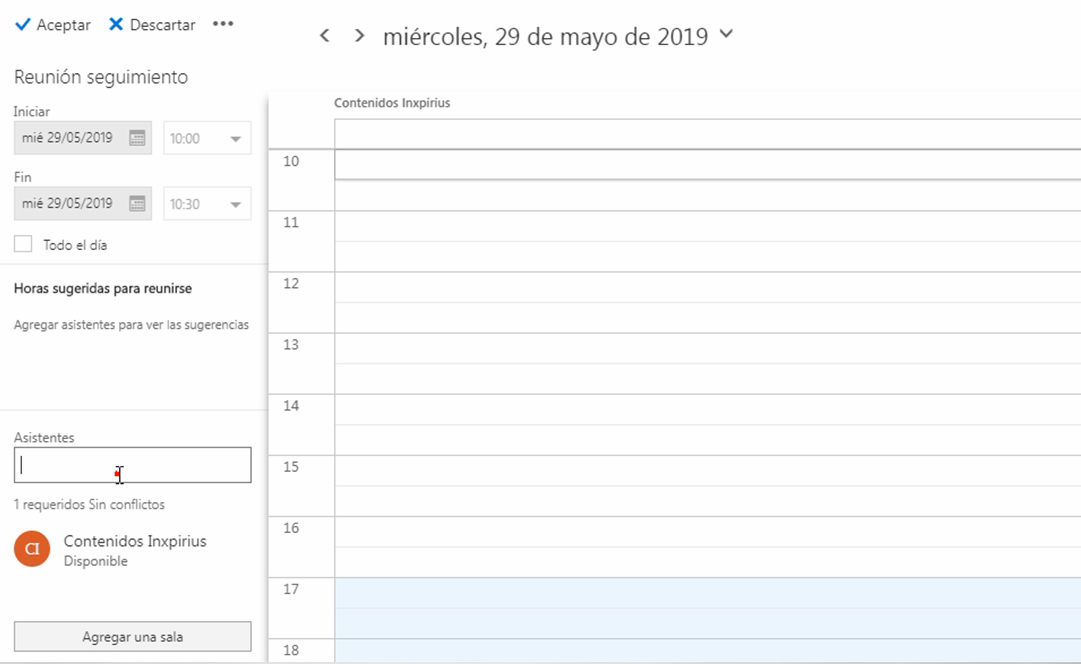 Aceptar
Descartar
•••
miércoles, 29 de mayo de 2019
Reunión seguimiento
Iniciar
mié 29/05/2019
10:00
Fin
mié 29/05/2019
10:30
Todo el día
Horas sugeridas para reunirse
Agregar asistentes para ver las sugerencias
Asistentes
1 requeridos Sin conflictos
CI
Contenidos Inxpirius
Disponible
Agregar una sala
Contenidos Inxpirius
10
11
12
13
14
15
16
17
18